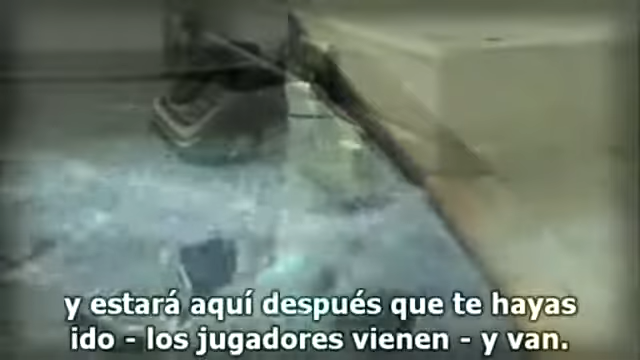 y estará aquí después que te hayas
ido - los jugadores vienen - y van.